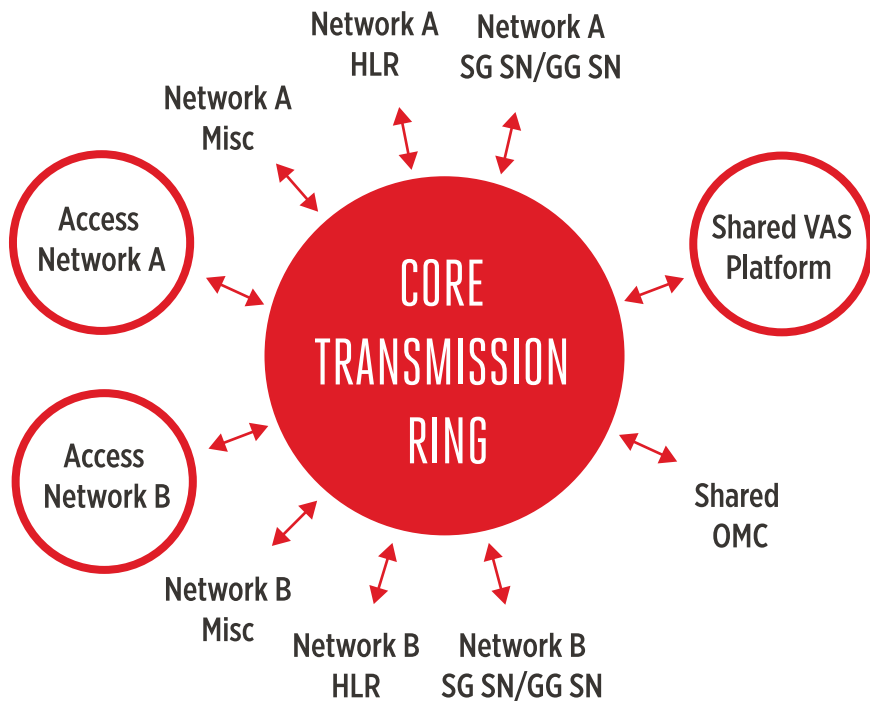 Network A
HLR
Network A
SG SN/GG SN
Network A
Misc
Access
Network A
Shared VAS
Platform
CORE
TRANSMISSION
RING
Access
Network B
Shared
OMC
Network B
Misc
Network B
HLR
Network B
SG SN/GG SN